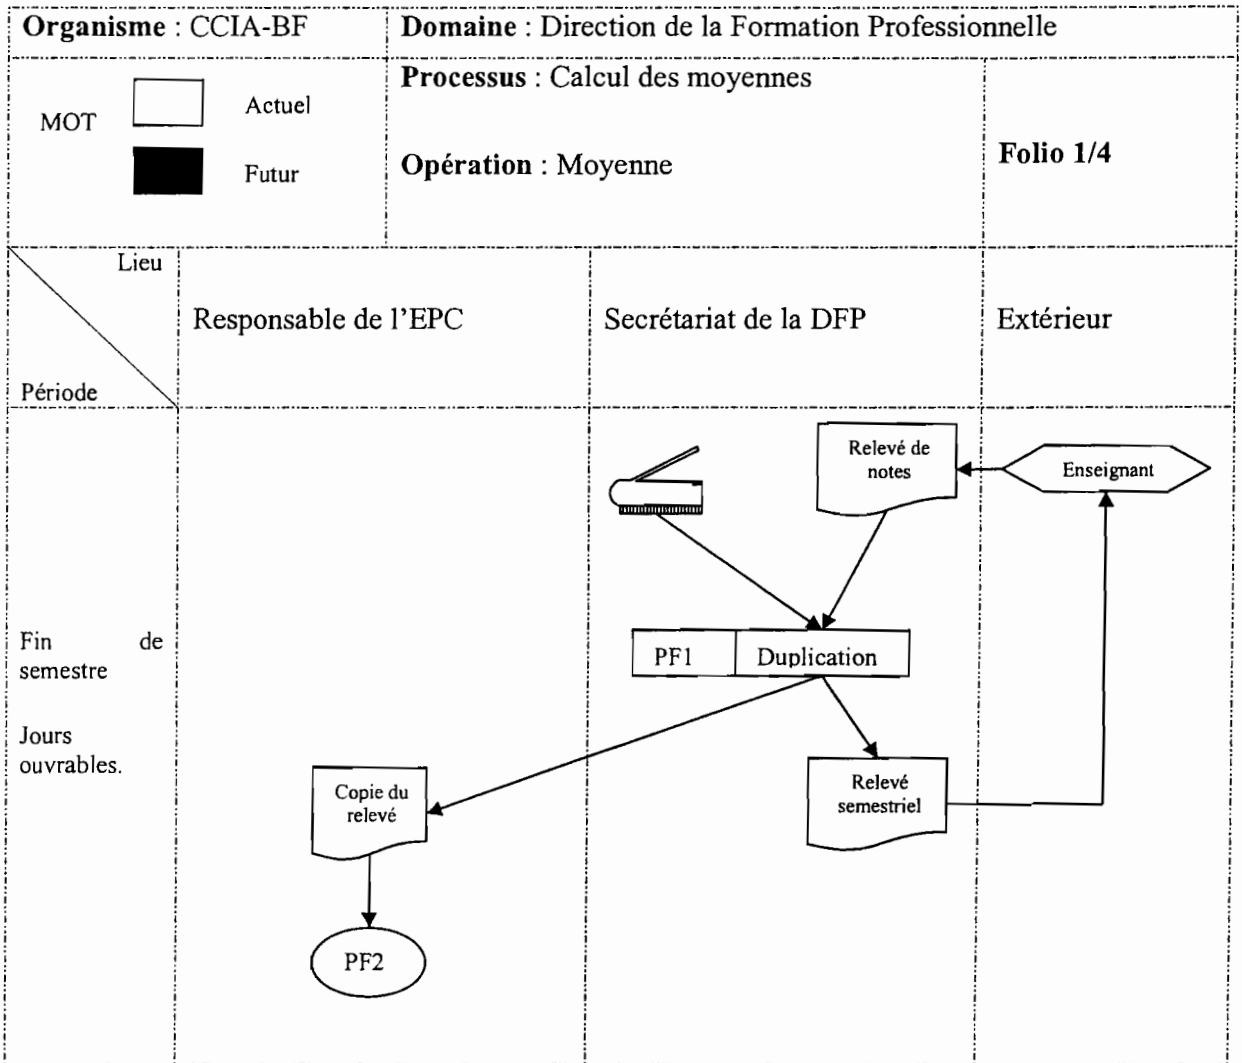 Organisme : CCIA-BF
Domaine : Direction de la Formation Professionnelle
MOT
Actuel
Futur
Processus : Calcul des moyennes
Opération : Moyenne
Folio 1/4
Lieu
Période
Responsable de l'EPC
Secrétariat de la DFP
Extérieur
Relevé de
notes
Enseignant
Fin de
semestre
Jours
ouvrables.
PF1
Duplication
Copie du
relevé
Relevé
semestriel
PF2